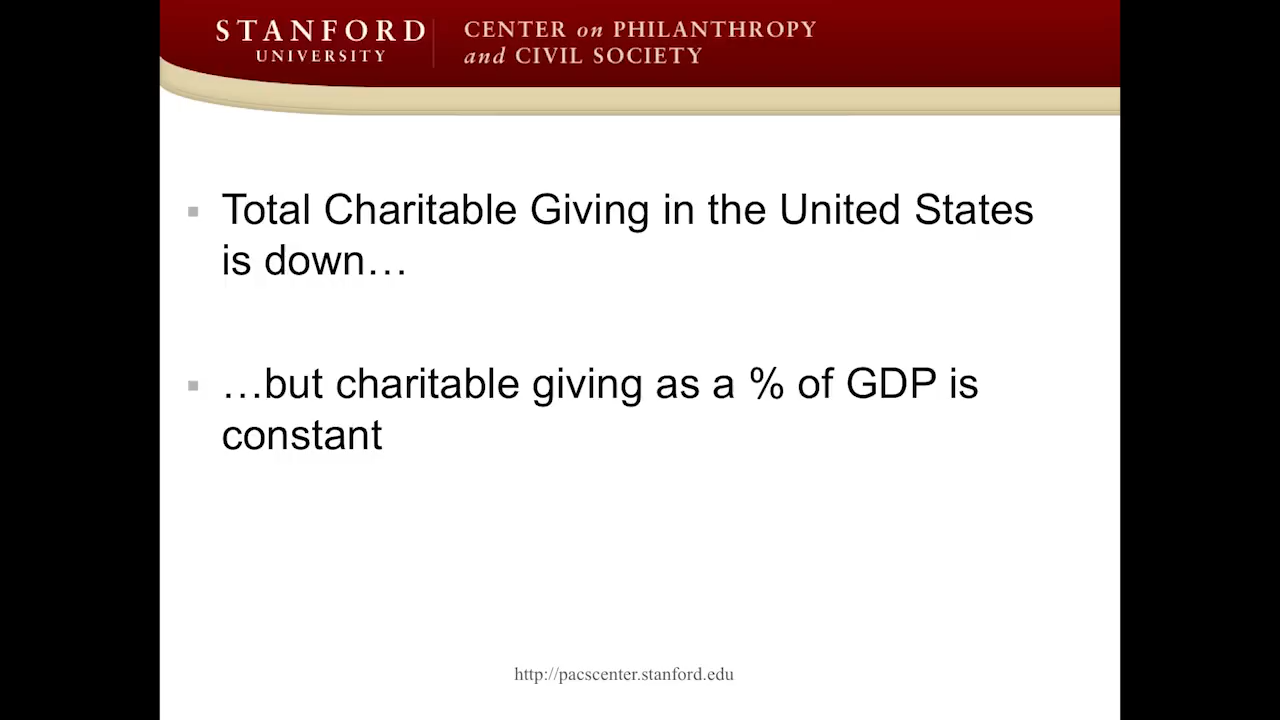 STANFORD
UNIVERSITY
CENTER on PHILANTHROPY
and CIVIL SOCIETY
Total Charitable Giving in the United States
is down…
…but charitable giving as a % of GDP is
constant
http://pacscenter.stanford.edu